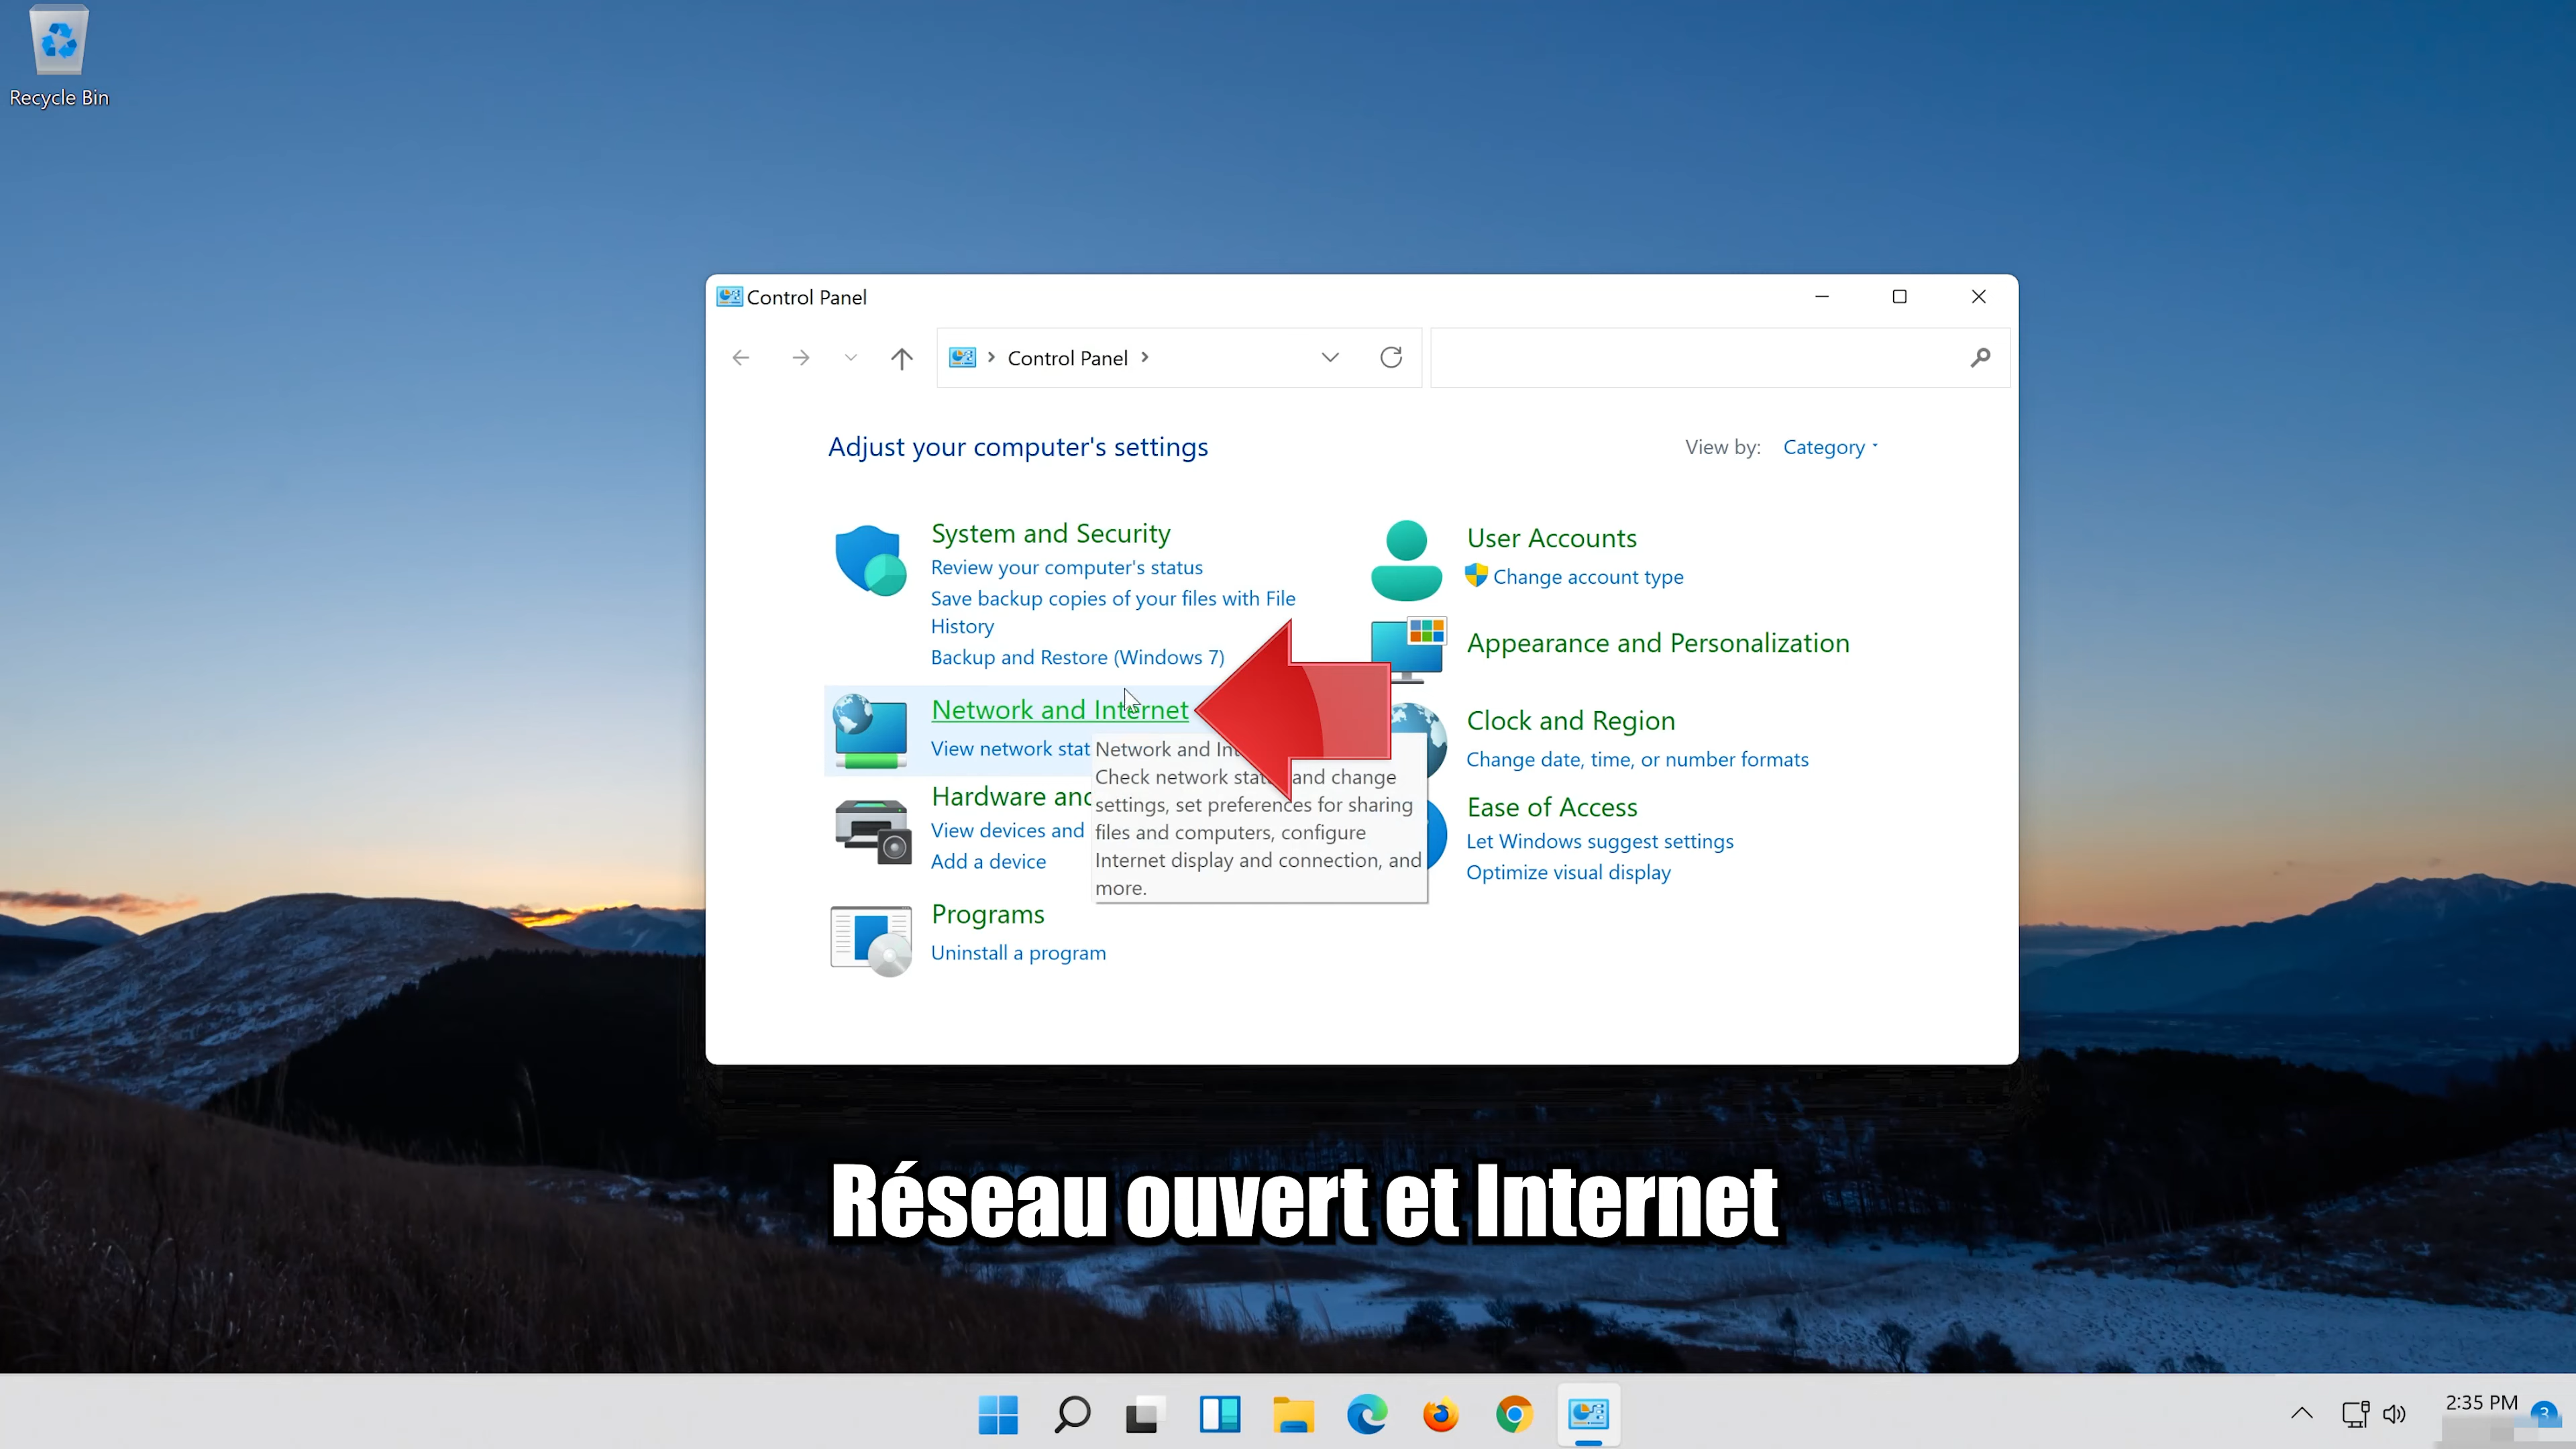 Recycle Bin
Control Panel
Control Panel
Adjust your computer's settings
View by: Category
System and Security
Review your computer's status
Save backup copies of your files with File
History
Backup and Restore (Windows 7)
Network and Internet
View network
Network and
Check network and change
settings, set preferences for sharing
files and computers, configure
Internet display and connection, and
more.
Hardware
View devices and
Add a device
Programs
Uninstall a program
User Accounts
Change account type
Appearance and Personalization
Clock and Region
Change date, time, or number formats
Ease of Access
Let Windows suggest settings
Optimize visual display
Réseau ouvert et Internet
2:35 PM
3